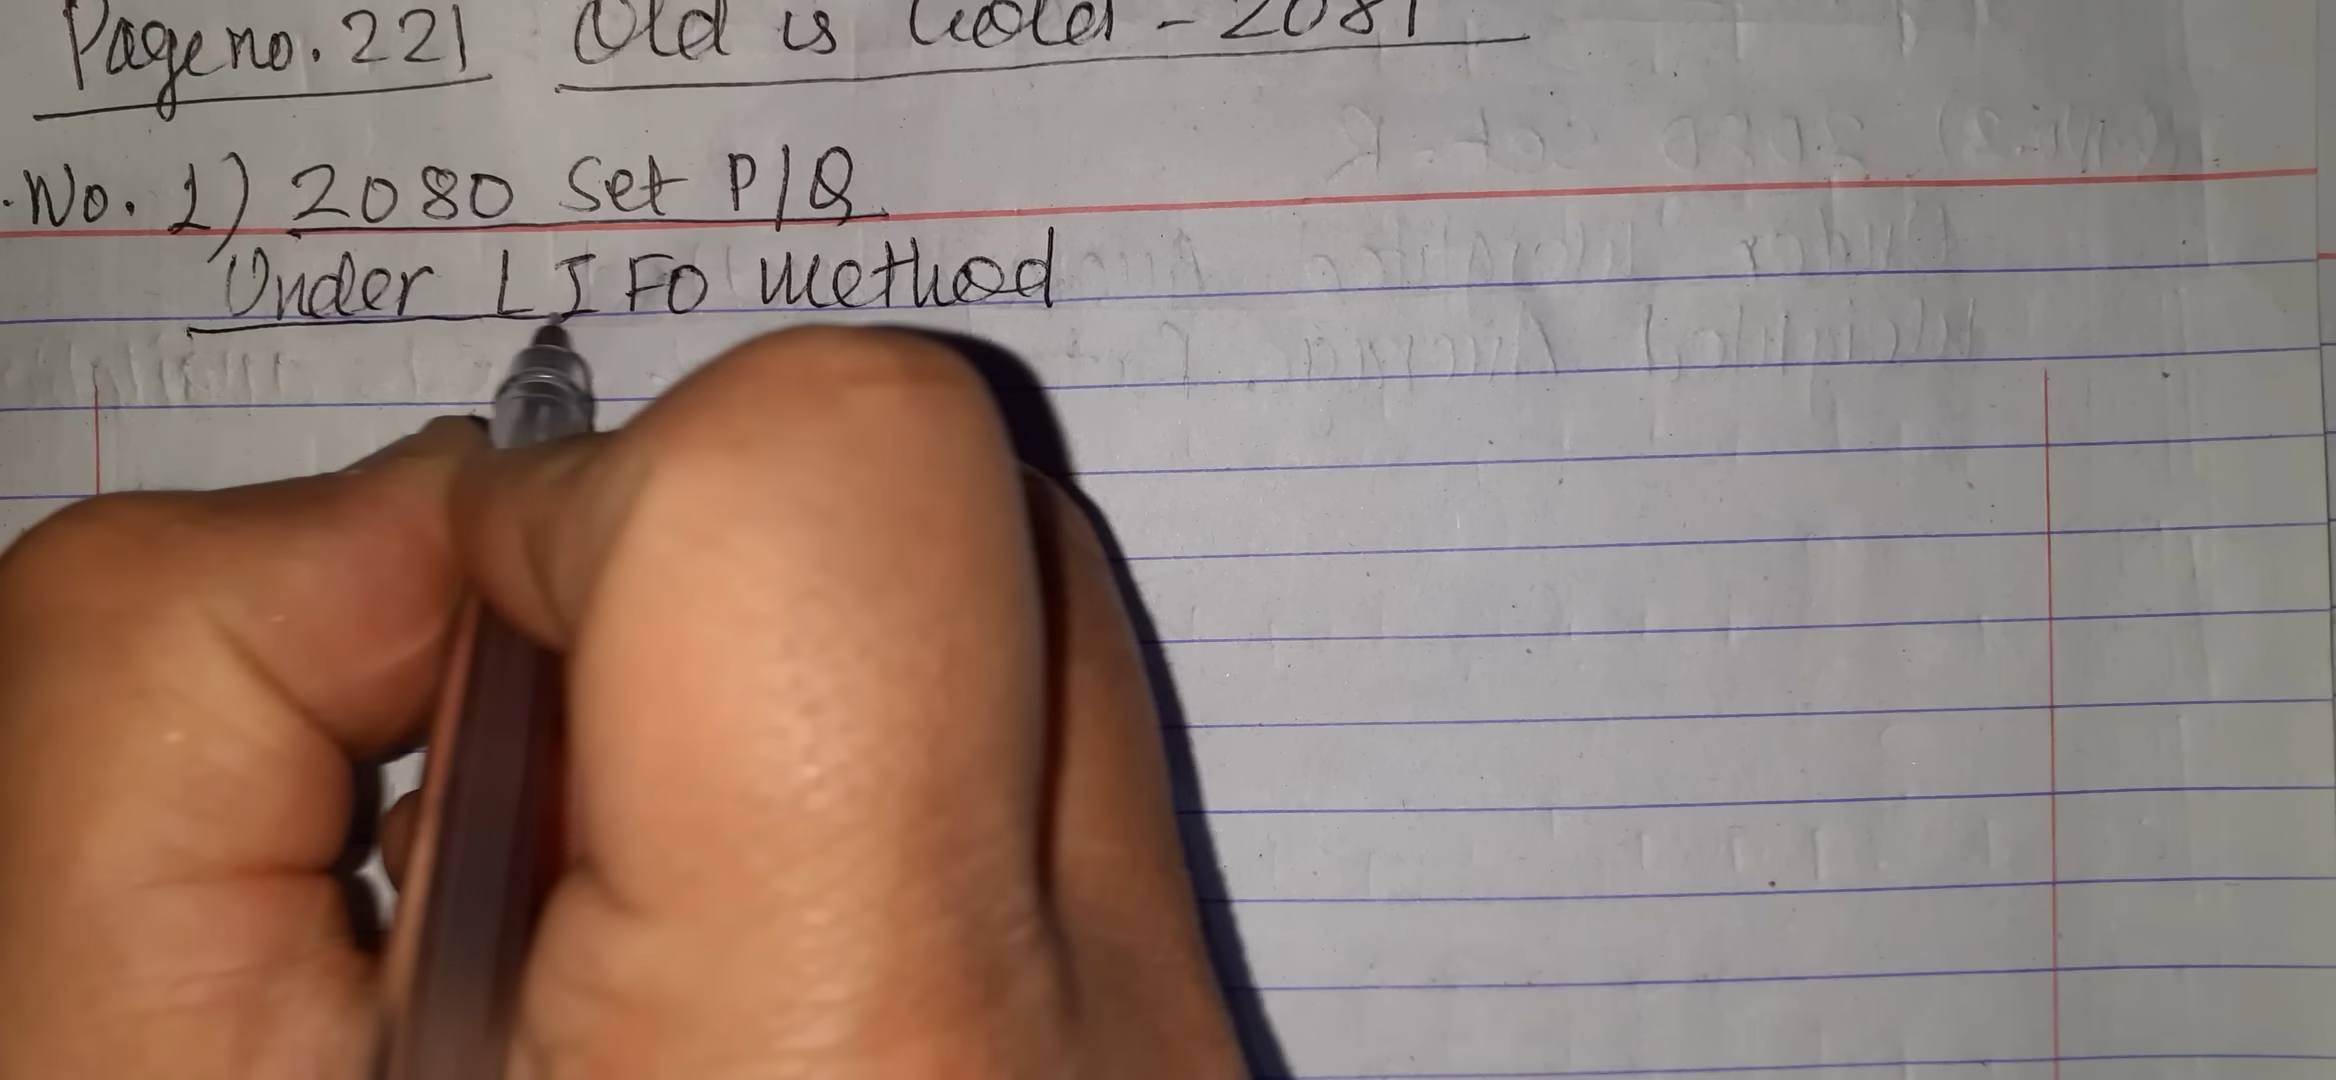 Page no. 221 Old is Gold - 2081
.No. 1) 2080 Set P/Q
Under LIFO Method